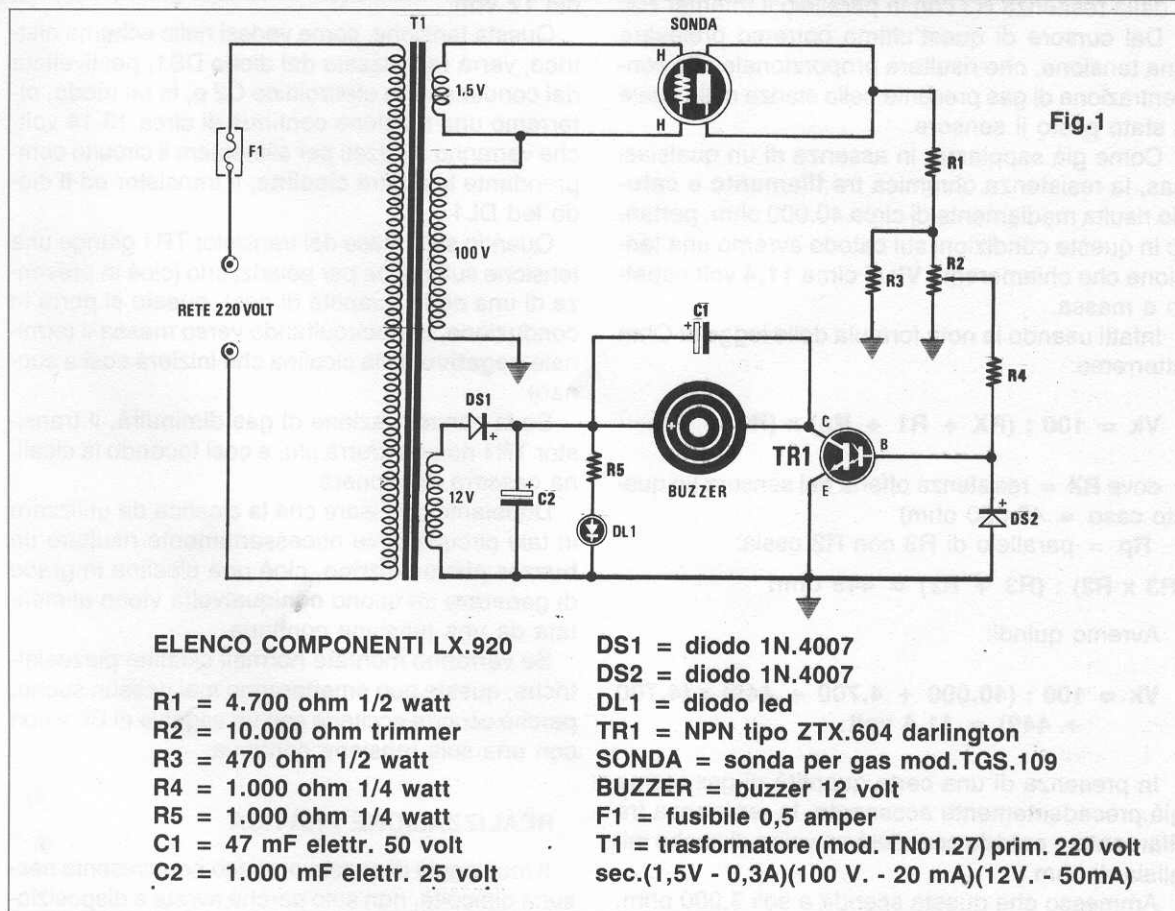 T1
SONDA
H
H
H
H
1,5 V
F1
Fig.1
R1
100 V
R2
R3
RETE 220 VOLT
C1
R4
DS1
+
+
C
B
E
TR1
R5
BUZZER
12 V
+
C2
DL1
+
DS2
ELENCO COMPONENTI LX.920
R1 = 4.700 ohm 1/2 watt
R2 = 10.000 ohm trimmer
R3 = 470 ohm 1/2 watt
R4 = 1.000 ohm 1/4 watt
R5 = 1.000 ohm 1/4 watt
C1 = 47 mF elettr. 50 volt
C2 = 1.000 mF elettr. 25 volt
DS1 = diodo 1N.4007
DS2 = diodo 1N.4007
DL1 = diodo led
TR1 = NPN tipo ZTX.604 darlington
SONDA = sonda per gas mod.TGS.109
BUZZER = buzzer 12 volt
F1 = fusibile 0,5 amper
T1 = trasformatore (mod. TN01.27) prim. 220 volt
sec.(1,5V - 0,3A)(100 V. - 20 mA)(12V. - 50mA)